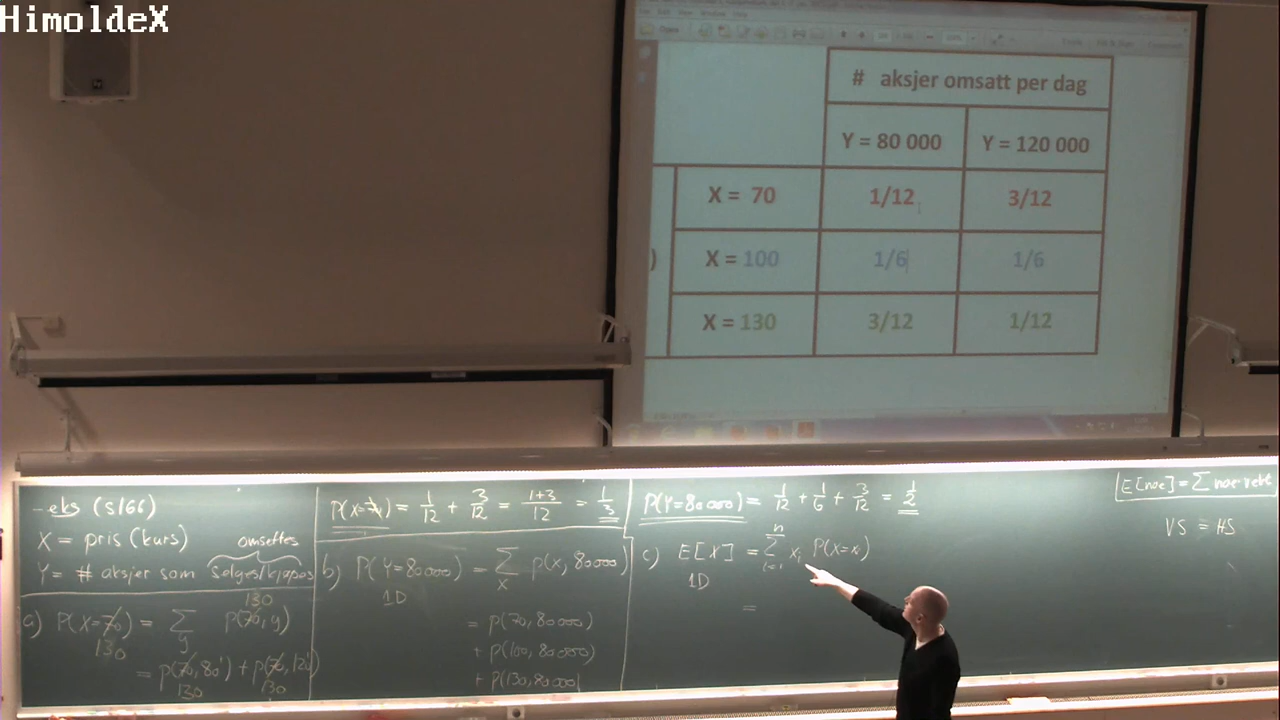 HimoldeX
# aksjer omsatt per dag
Y = 80 000 Y = 120 000
X = 70 1/12 3/12
X = 100 1/6 1/6
X = 130 3/12 1/12
- eks (s166)
X = pris (kurs)
omsettes
Y = # aksjer som selges/kjøpes
130
a) P(X=70) = Σ p(70, y)
y
130
= p(70, 80') + p(70, 120')
130 130
P(X=70) = 1/12 + 3/12 = (1+3)/12 = 1/3
b) P(Y=80000) = Σ p(x, 80000)
1D x
= p(70, 80000)
+ p(100, 80000)
+ p(130, 80000)
P(Y=80000) = 1/12 + 1/6 + 3/12 = 1/2
n
c) E[X] = Σ xi P(X=xi)
i=1
1D
=
E[noe] = Σ noe·
VS = HS